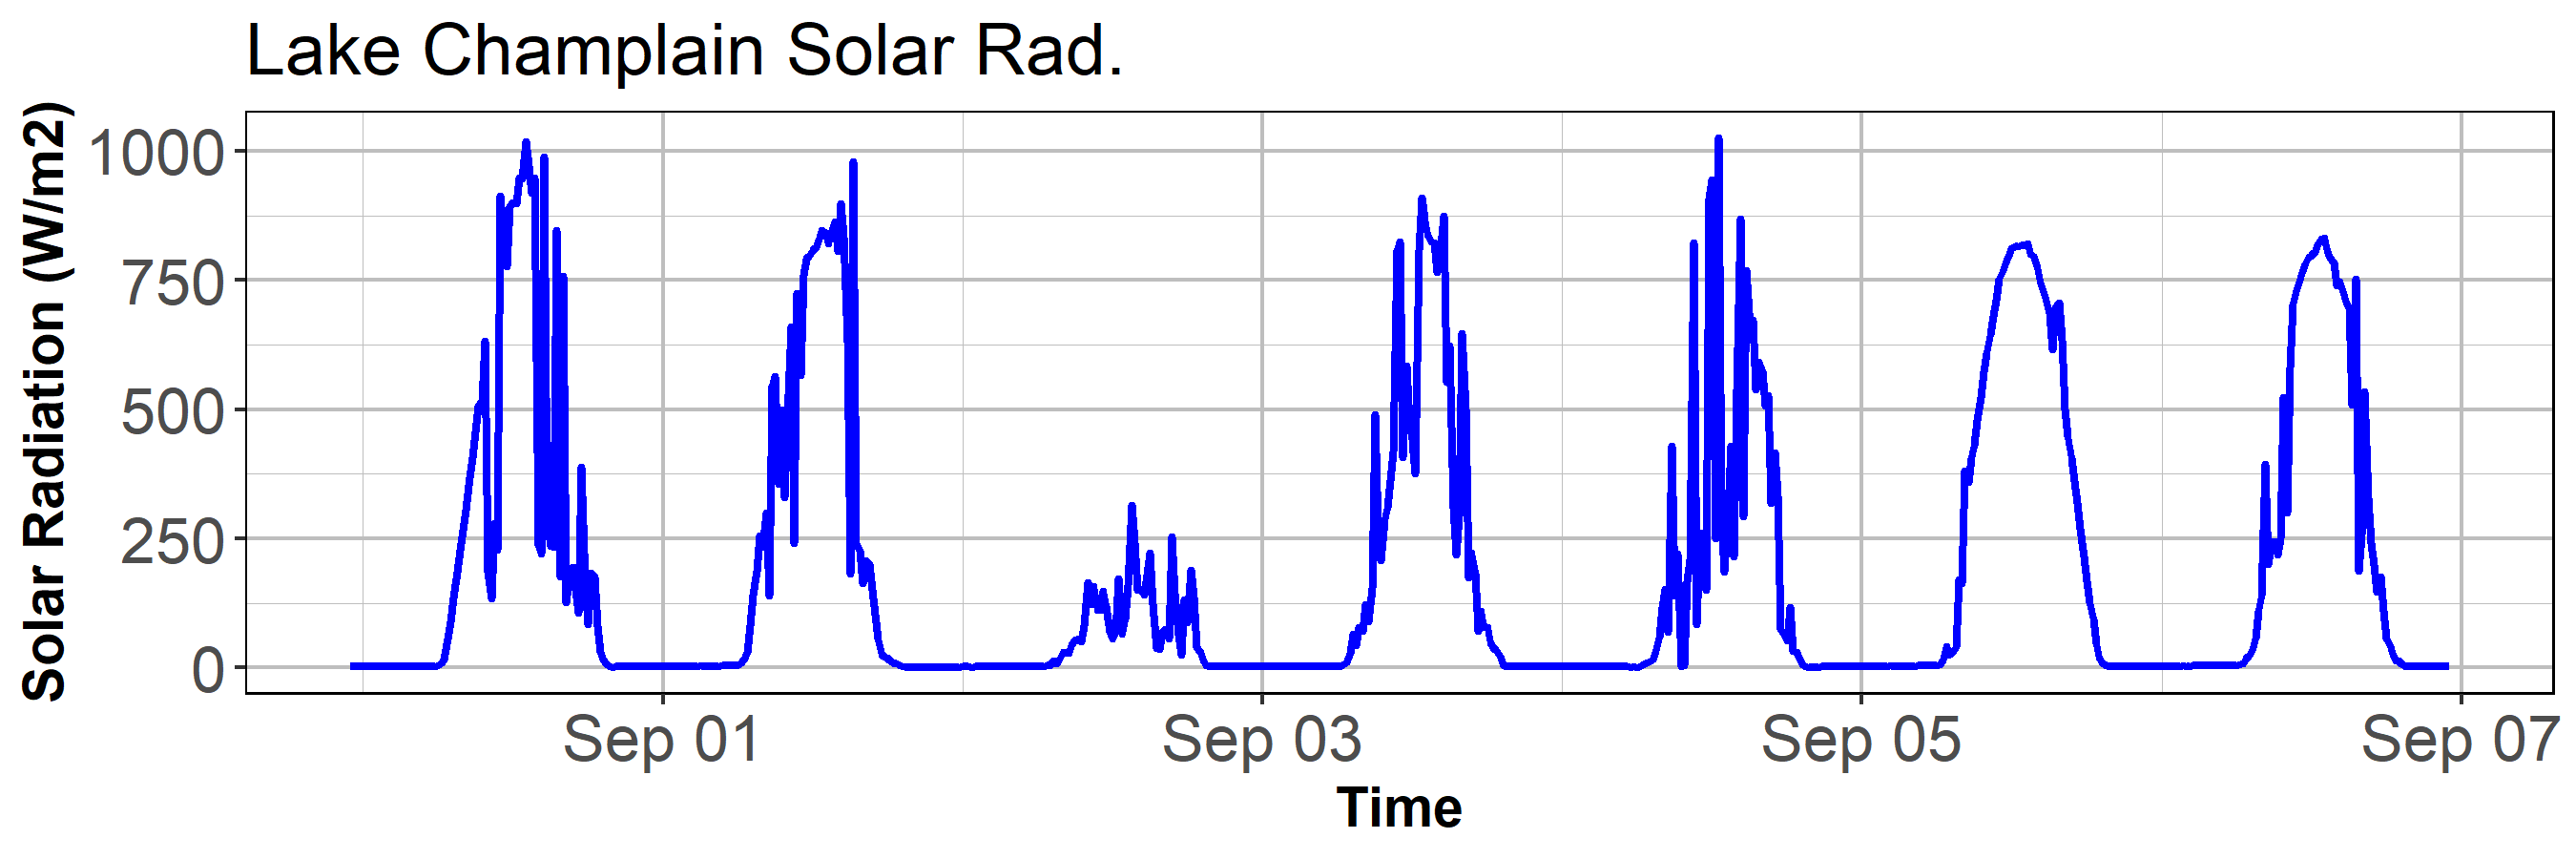 Lake Champlain Solar Rad.
Solar Radiation (W/m2)
1000
750
500
250
0
Sep 01 Sep 03 Sep 05 Sep 07
Time